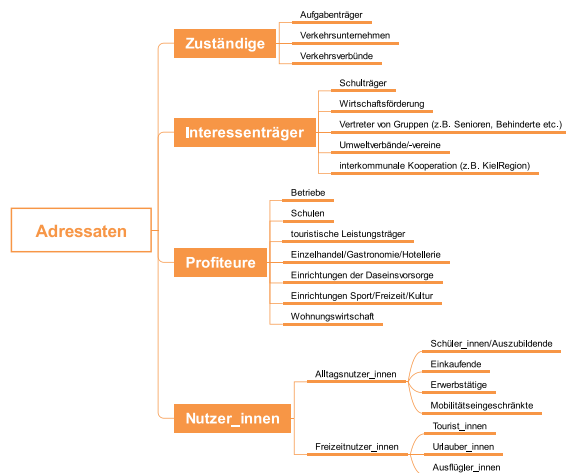 Adressaten
Zuständige
Aufgabenträger
Verkehrsunternehmen
Verkehrsverbünde
Interessenträger
Schulträger
Wirtschaftsförderung
Vertreter von Gruppen (z.B. Senioren, Behinderte etc.)
Umweltverbände/-vereine
interkommunale Kooperation (z.B. KielRegion)
Profiteure
Betriebe
Schulen
touristische Leistungsträger
Einzelhandel/Gastronomie/Hotellerie
Einrichtungen der Daseinsvorsorge
Einrichtungen Sport/Freizeit/Kultur
Wohnungswirtschaft
Nutzer_innen
Alltagsnutzer_innen
Schüler_innen/Auszubildende
Einkaufende
Erwerbstätige
Mobilitätseingeschränkte
Freizeitnutzer_innen
Tourist_innen
Urlauber_innen
Ausflügler_innen